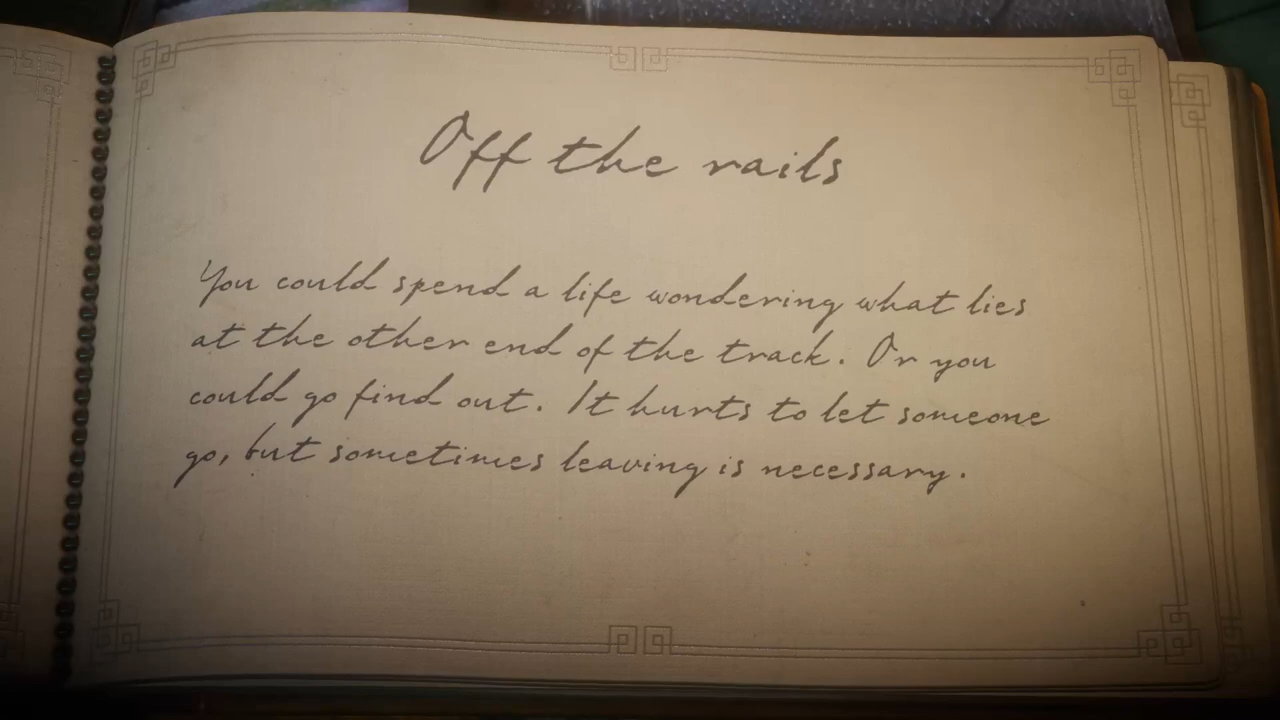 Off the rails
You could spend a life wondering what lies
at the other end of the track. Or you
could go find out. It hurts to let someone
go, but sometimes leaving is necessary.